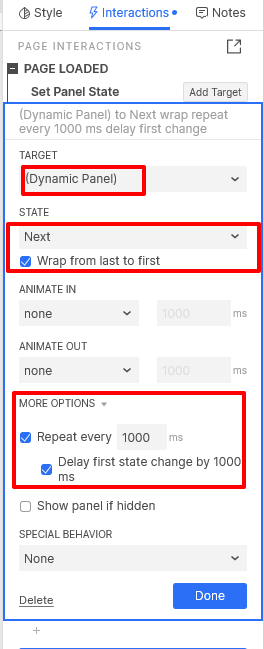 Style Interactions Notes
PAGE INTERACTIONS
PAGE LOADED
Set Panel State Add Target
(Dynamic Panel) to Next wrap repeat
every 1000 ms delay first change
TARGET
(Dynamic Panel)
STATE
Next
Wrap from last to first
ANIMATE IN
none 1000 ms
ANIMATE OUT
none 1000 ms
MORE OPTIONS
Repeat every 1000 ms
Delay first state change by 1000
ms
Show panel if hidden
SPECIAL BEHAVIOR
None
Delete Done